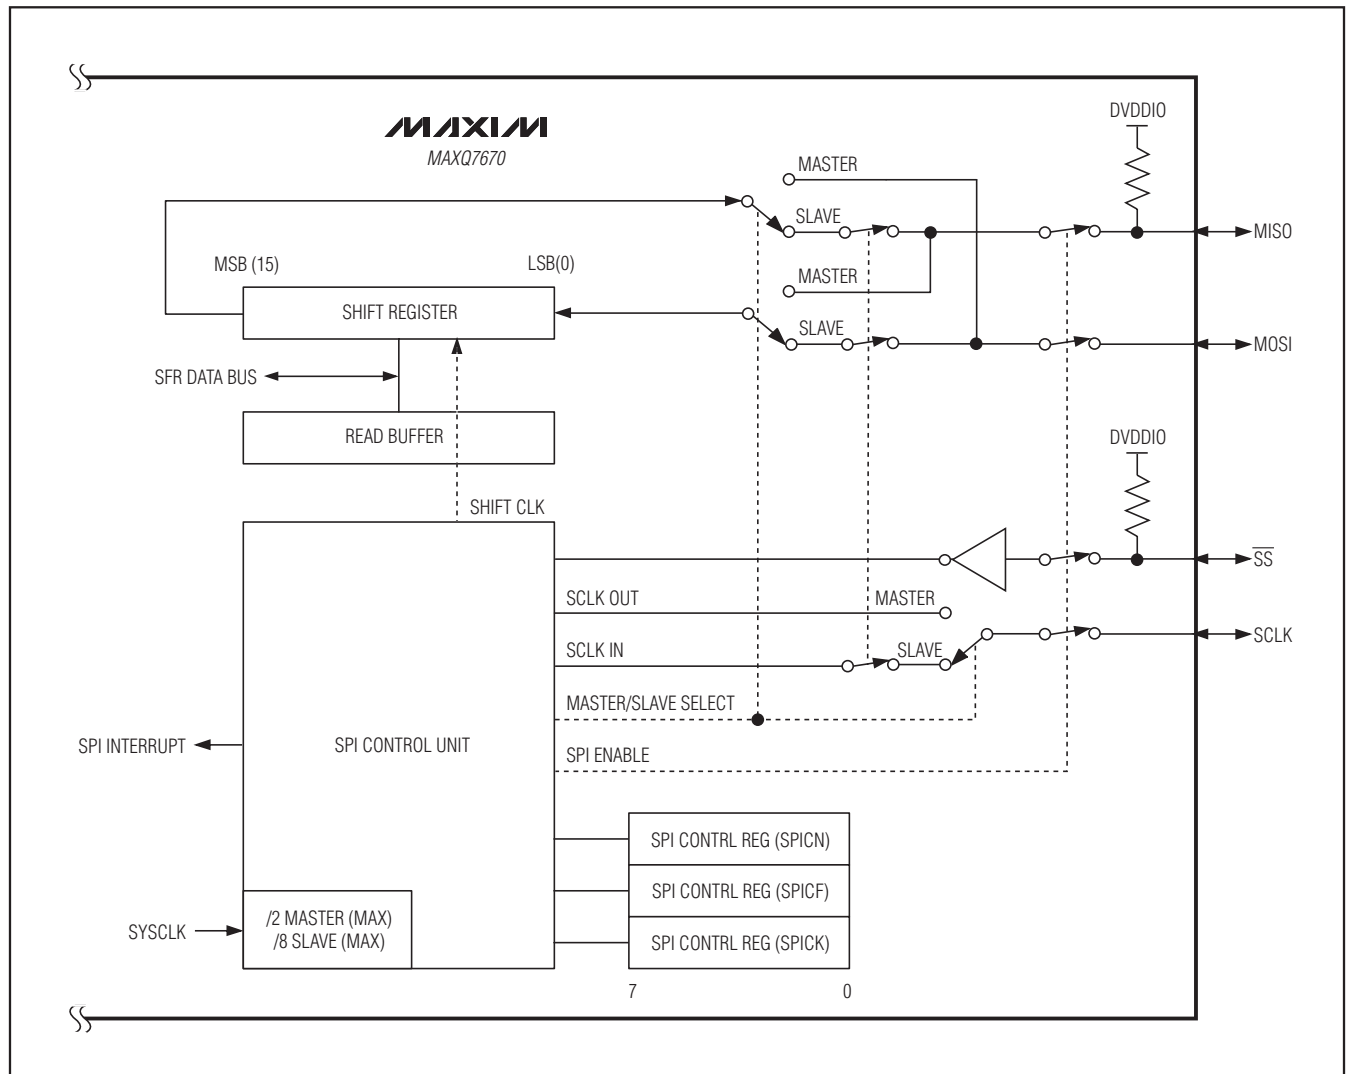 DVDDIO
MAXIM
MAXQ7670
MASTER
SLAVE
MISO
MSB (15)
LSB(0)
MASTER
SHIFT REGISTER
SLAVE
MOSI
SFR DATA BUS
READ BUFFER
DVDDIO
SHIFT CLK
SS
SCLK OUT
MASTER
SCLK
SCLK IN
SLAVE
MASTER/SLAVE SELECT
SPI INTERRUPT
SPI CONTROL UNIT
SPI ENABLE
SPI CONTRL REG (SPICN)
SPI CONTRL REG (SPICF)
SYSCLK
/2 MASTER (MAX)
/8 SLAVE (MAX)
SPI CONTRL REG (SPICK)
7
0